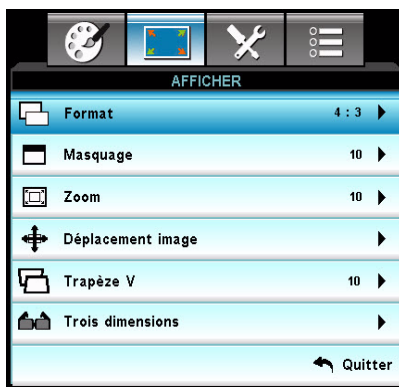 AFFICHER
Format 4 : 3
Masquage 10
Zoom 10
Déplacement image
Trapèze V 10
Trois dimensions
Quitter